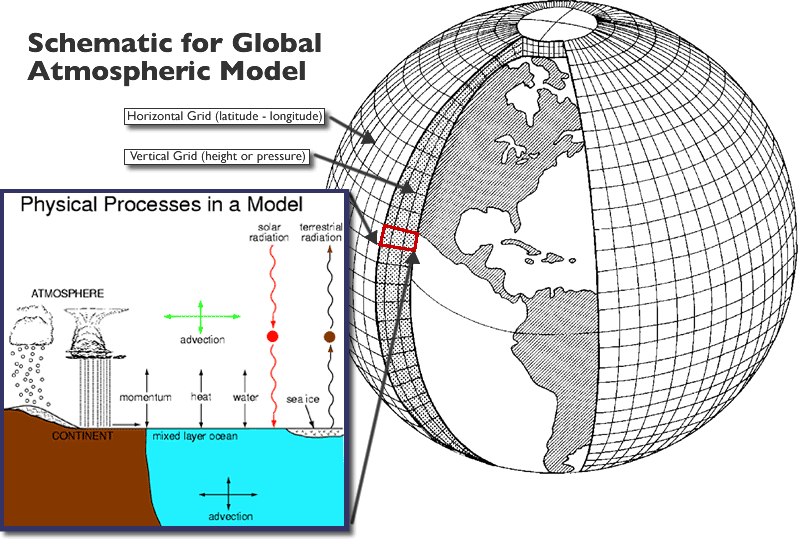 Schematic for Global
Atmospheric Model
Horizontal Grid (latitude - longitude)
Vertical Grid (height or pressure)
Physical Processes in a Model
solar
radiation
terrestrial
radiation
ATMOSPHERE
advection
momentum
heat
water
sea ice
CONTINENT
mixed layer ocean
advection